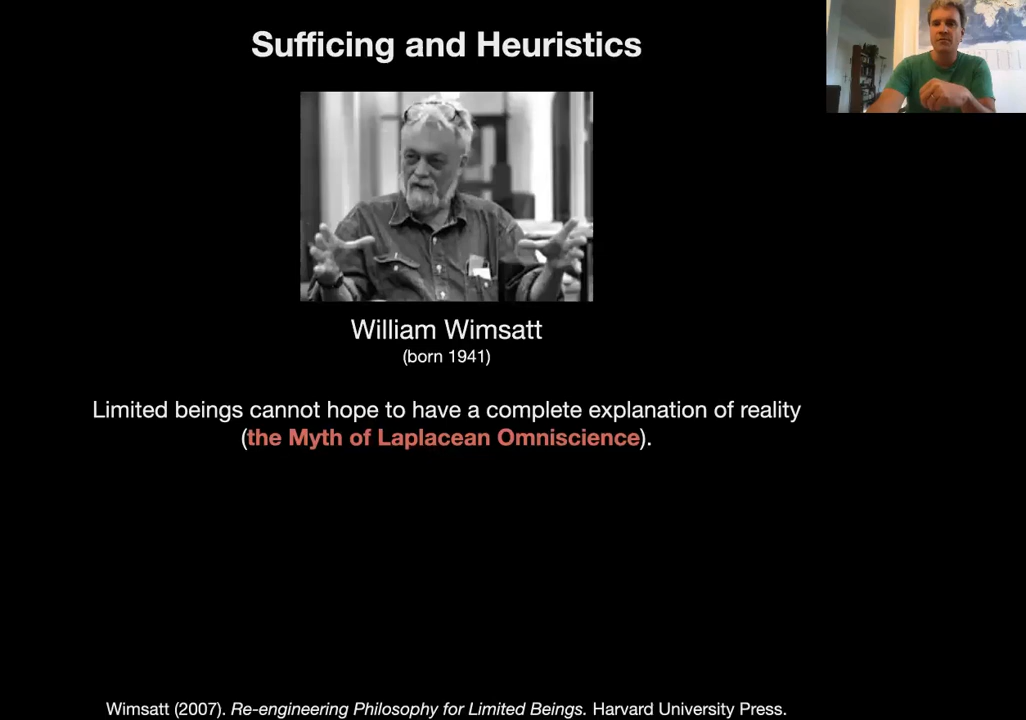 Sufficing and Heuristics
William Wimsatt
(born 1941)
Limited beings cannot hope to have a complete explanation of reality
(the Myth of Laplacean Omniscience).
Wimsatt (2007). Re-engineering Philosophy for Limited Beings. Harvard University Press.